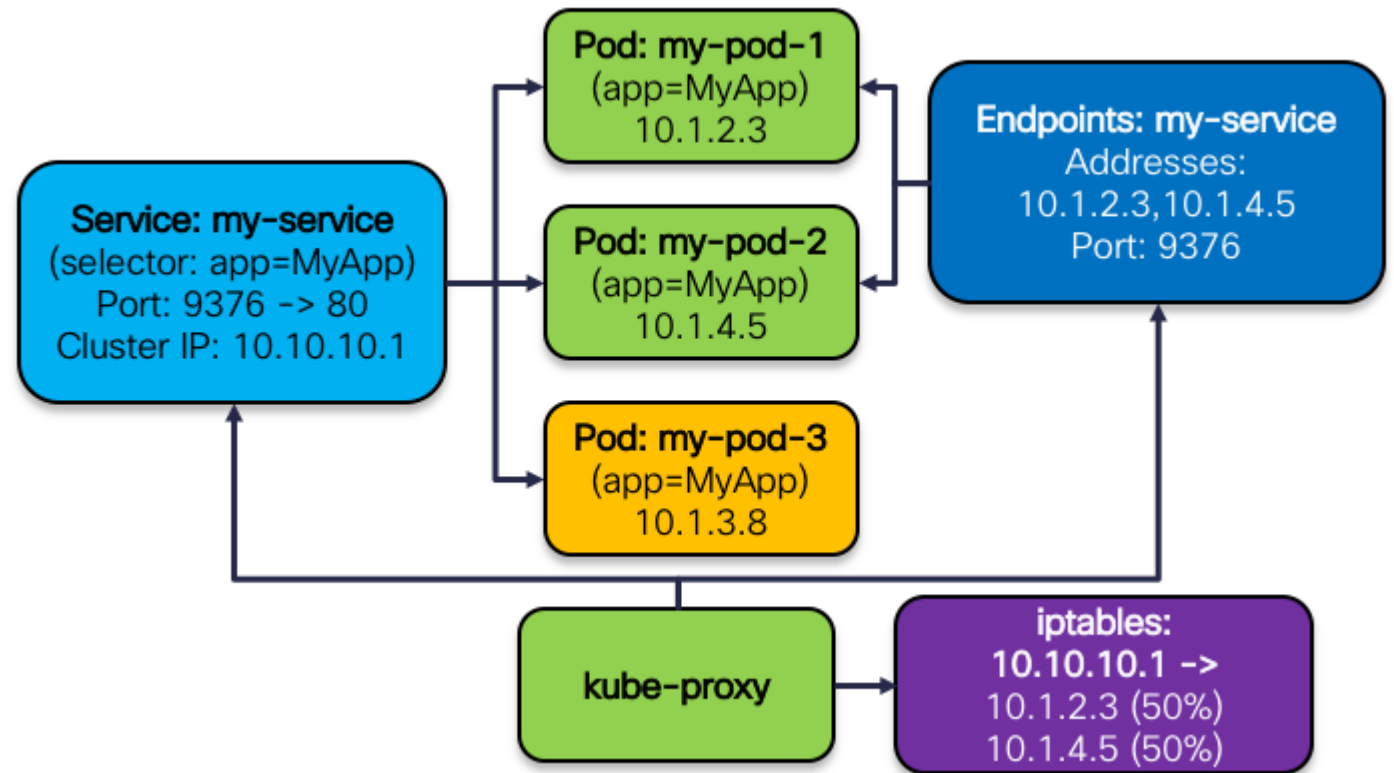 Service: my-service
(selector: app=MyApp)
Port: 9376 -> 80
Cluster IP: 10.10.10.1
Pod: my-pod-1
(app=MyApp)
10.1.2.3
Pod: my-pod-2
(app=MyApp)
10.1.4.5
Pod: my-pod-3
(app=MyApp)
10.1.3.8
Endpoints: my-service
Addresses:
10.1.2.3,10.1.4.5
Port: 9376
kube-proxy
iptables:
10.10.10.1 ->
10.1.2.3 (50%)
10.1.4.5 (50%)